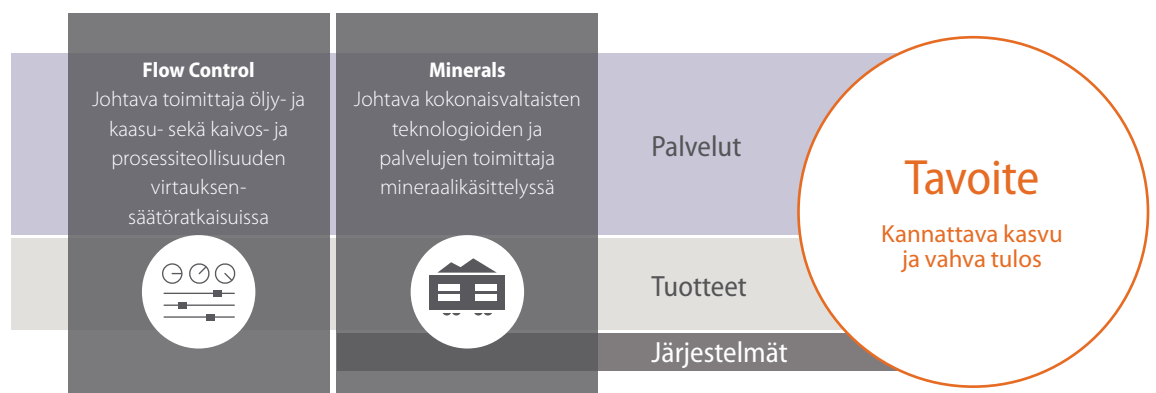 Flow Control
Johtava toimittaja öljy- ja
kaasu- sekä kaivos- ja
prosessiteollisuuden
virtauksen-
säätöratkaisuissa
Minerals
Johtava kokonaisvaltaisten
teknologioiden ja
palvelujen toimittaja
mineraalikäsittelyssä
Palvelut
Tuotteet
Järjestelmät
Tavoite
Kannattava kasvu
ja vahva tulos